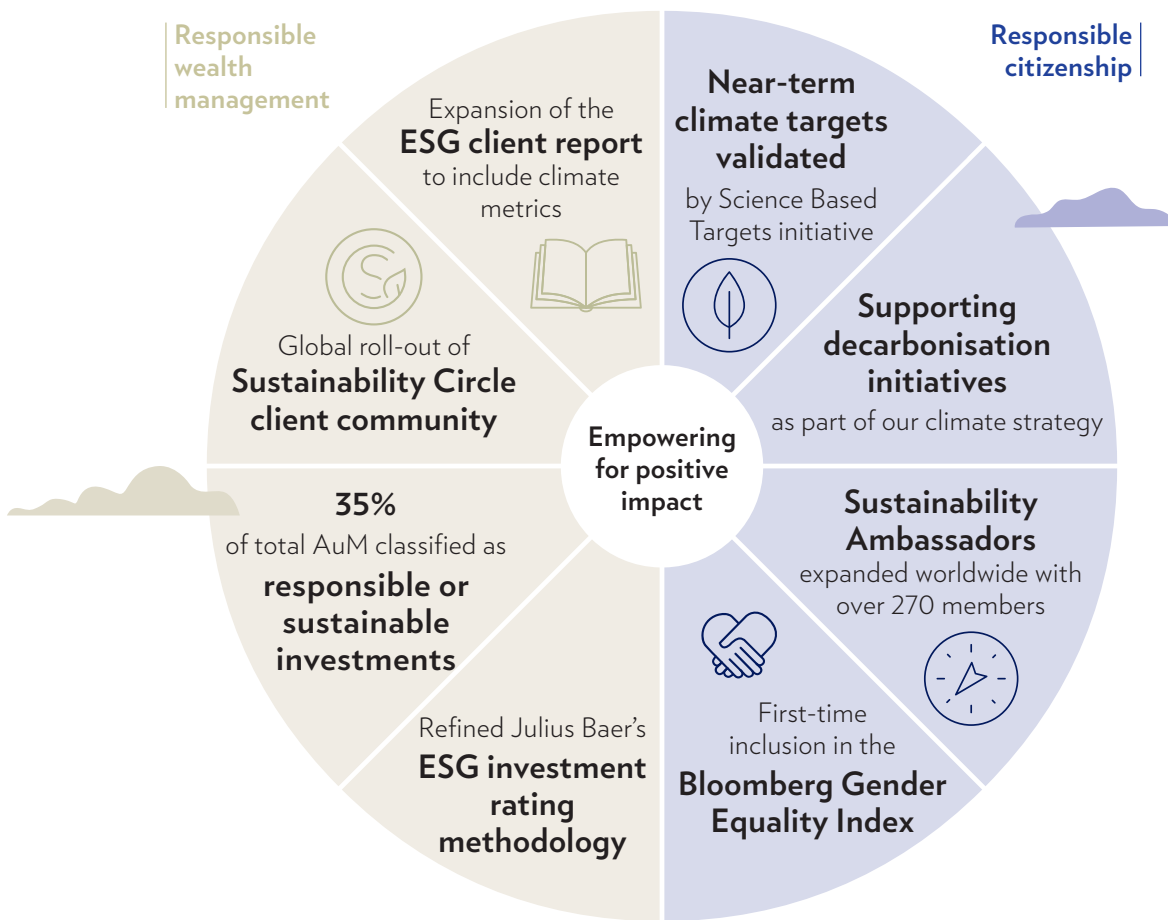 Responsible
wealth
management
Responsible
citizenship
Expansion of the
ESG client report
to include climate
metrics
Near-term
climate targets
validated
by Science Based
Targets initiative
Global roll-out of
Sustainability Circle
client community
Supporting
decarbonisation
initiatives
as part of our climate strategy
Empowering
for positive
impact
35%
of total AuM classified as
responsible or
sustainable
investments
Sustainability
Ambassadors
expanded worldwide with
over 270 members
Refined Julius Baer’s
ESG investment
rating
methodology
First-time
inclusion in the
Bloomberg Gender
Equality Index